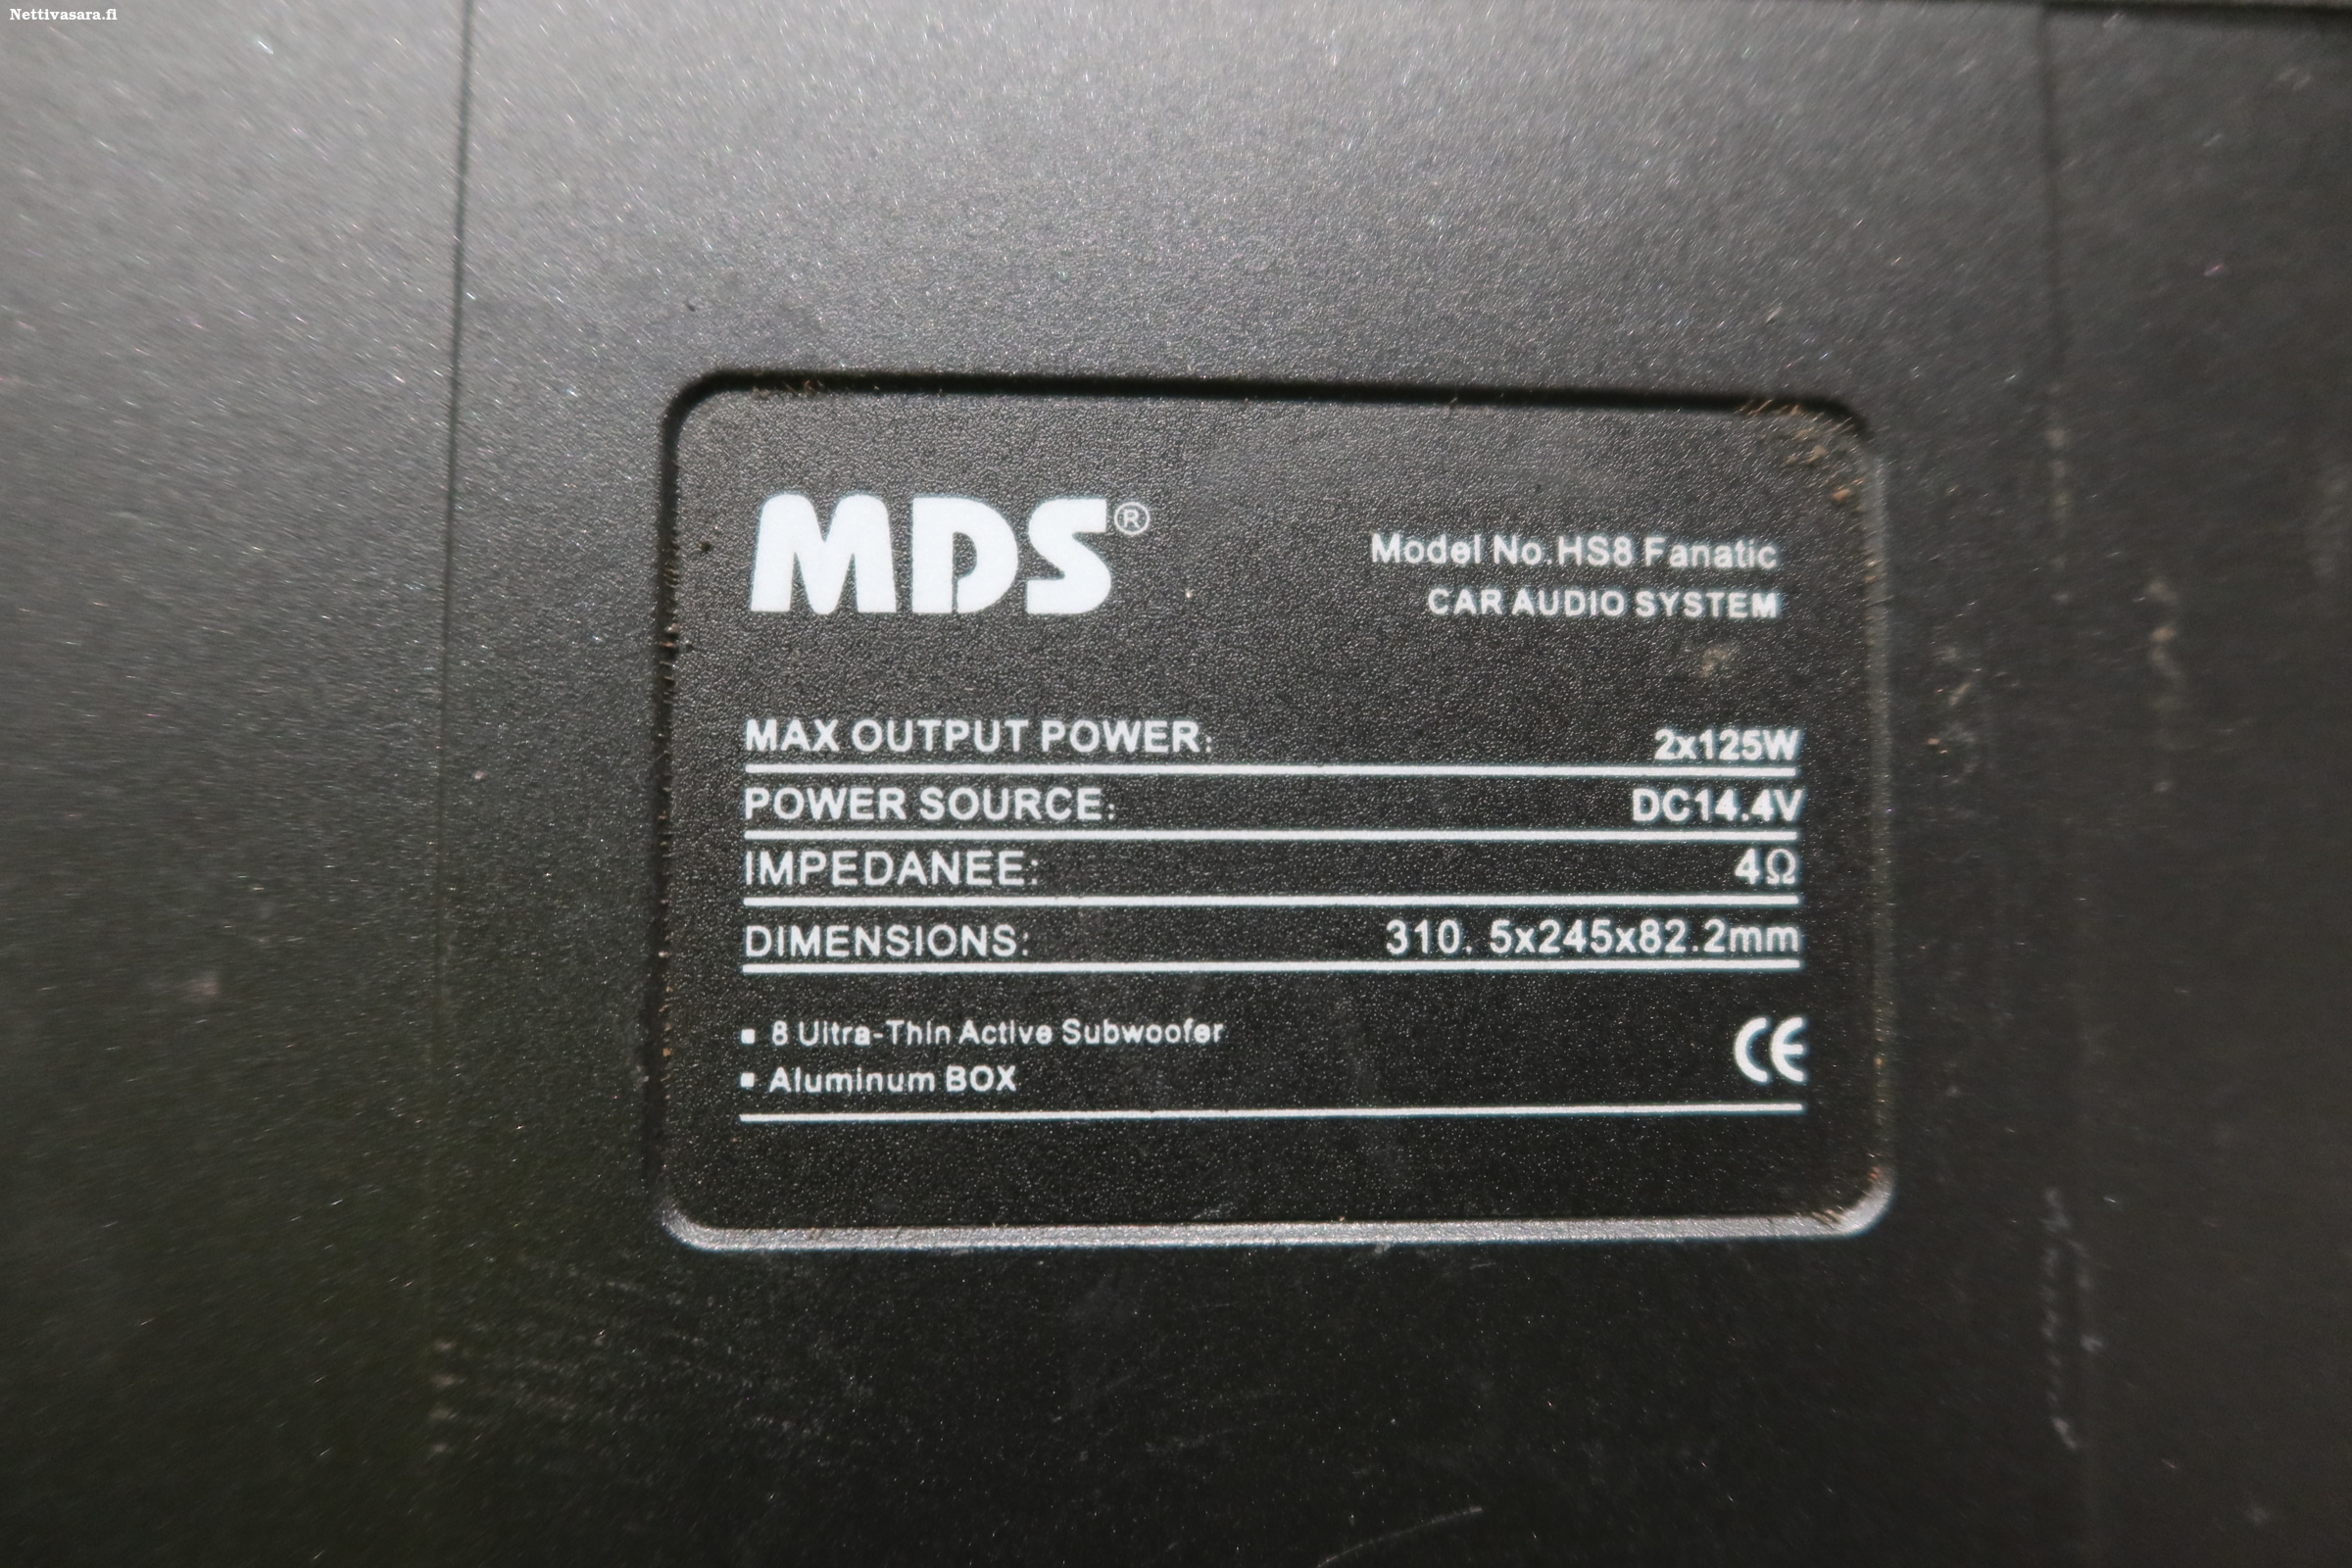 Nettivasara.fi
MDS®
Model No.HS8 Fanatic
CAR AUDIO SYSTEM
MAX OUTPUT POWER: 2x125W
POWER SOURCE: DC14.4V
IMPEDANEE: 4Ω
DIMENSIONS: 310. 5x245x82.2mm
▪ 8 Ultra-Thin Active Subwoofer
▪ Aluminum BOX
CE